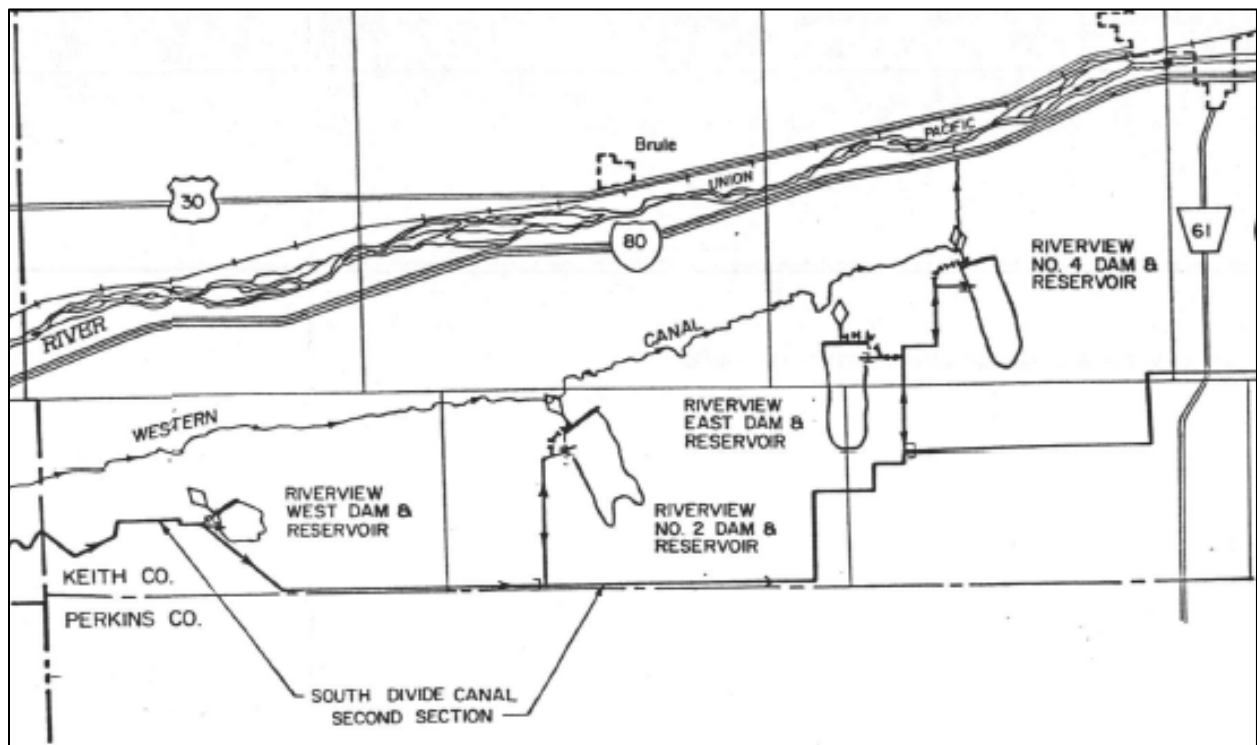 Brule
30
UNION
PACIFIC
80
61
RIVER
RIVERVIEW
NO. 4 DAM &
RESERVOIR
CANAL
WESTERN
RIVERVIEW
EAST DAM &
RESERVOIR
RIVERVIEW
WEST DAM &
RESERVOIR
RIVERVIEW
NO. 2 DAM &
RESERVOIR
KEITH CO.
PERKINS CO.
SOUTH DIVIDE CANAL
SECOND SECTION